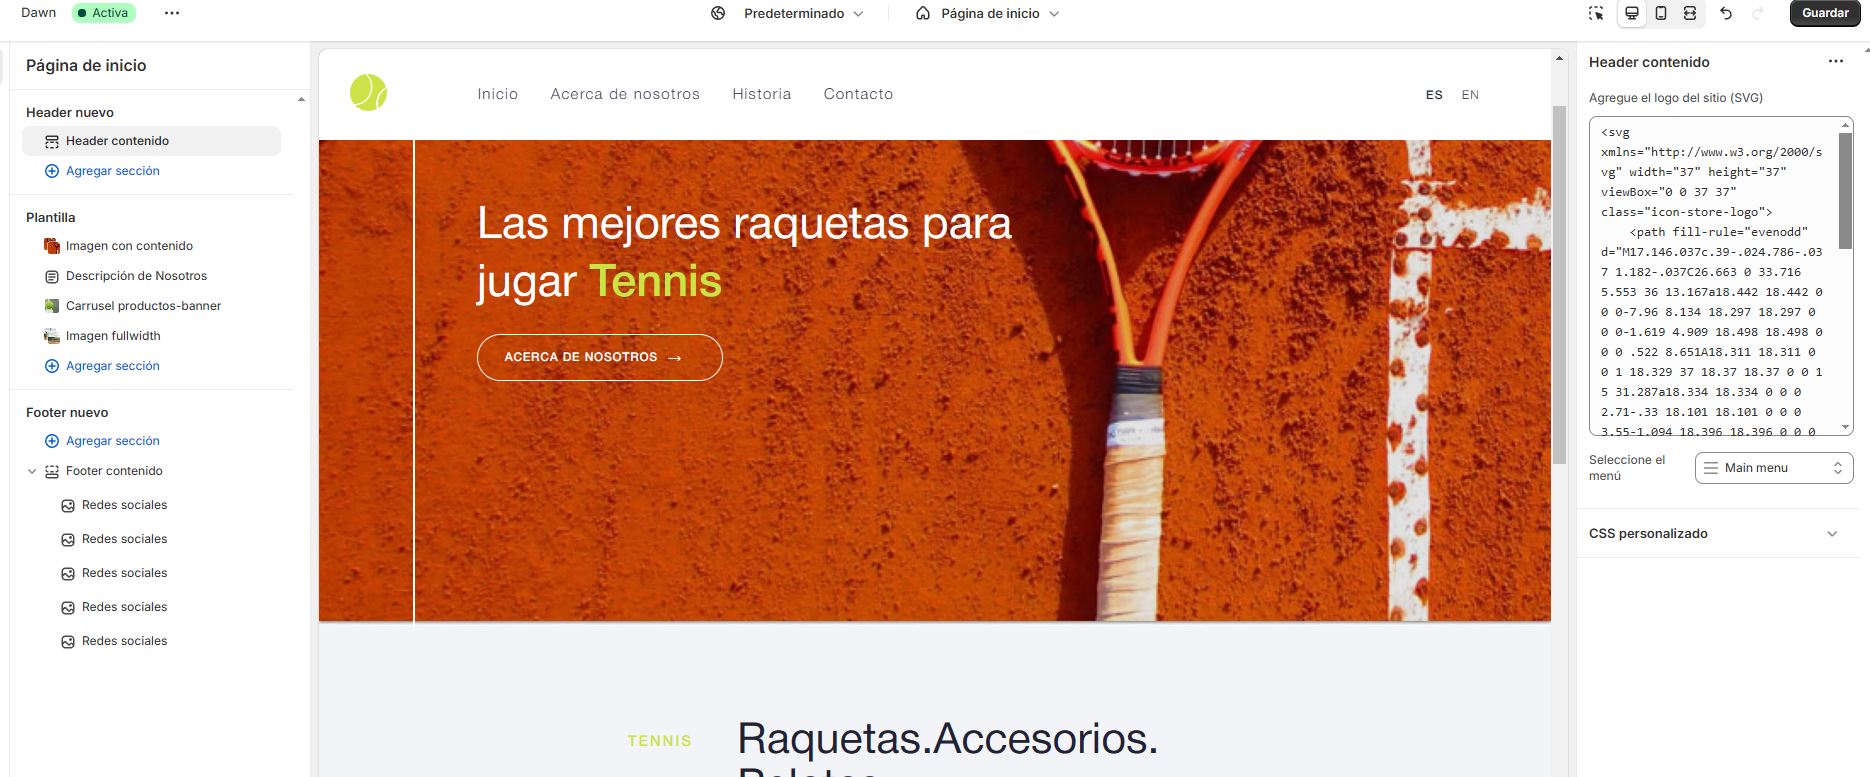 Dawn
Activa
Predeterminado
Página de inicio
Guardar
Página de inicio
Header nuevo
Header contenido
Agregar sección
Plantilla
Imagen con contenido
Descripción de Nosotros
Carrusel productos-banner
Imagen fullwidth
Agregar sección
Footer nuevo
Agregar sección
Footer contenido
Redes sociales
Redes sociales
Redes sociales
Redes sociales
Redes sociales
Inicio
Acerca de nosotros
Historia
Contacto
ES
EN
Las mejores raquetas para
jugar Tennis
ACERCA DE NOSOTROS →
TENNIS
Raquetas.Accesorios.
Header contenido
Agregue el logo del sitio (SVG)
<svg
xmlns="http://www.w3.org/2000/s
vg" width="37" height="37"
viewBox="0 0 37 37"
class="icon-store-logo">
<path fill-rule="evenodd"
d="M17.146.037c.39-.024.786-.03
7 1.182-.037C26.663 0 33.716
5.553 36 13.167a18.442 18.442 0
0 0-7.96 8.134 18.297 18.297 0
0 0-1.619 4.909 18.498 18.498 0
0 0 .522 8.651A18.311 18.311 0
0 1 18.329 37 18.37 18.37 0 0 1
5 31.287a18.334 18.334 0 0 0
2.71-.33 18.101 18.101 0 0 0
3.55-1.094 18.396 18.396 0 0 0
Seleccione el
menú
Main menu
CSS personalizado